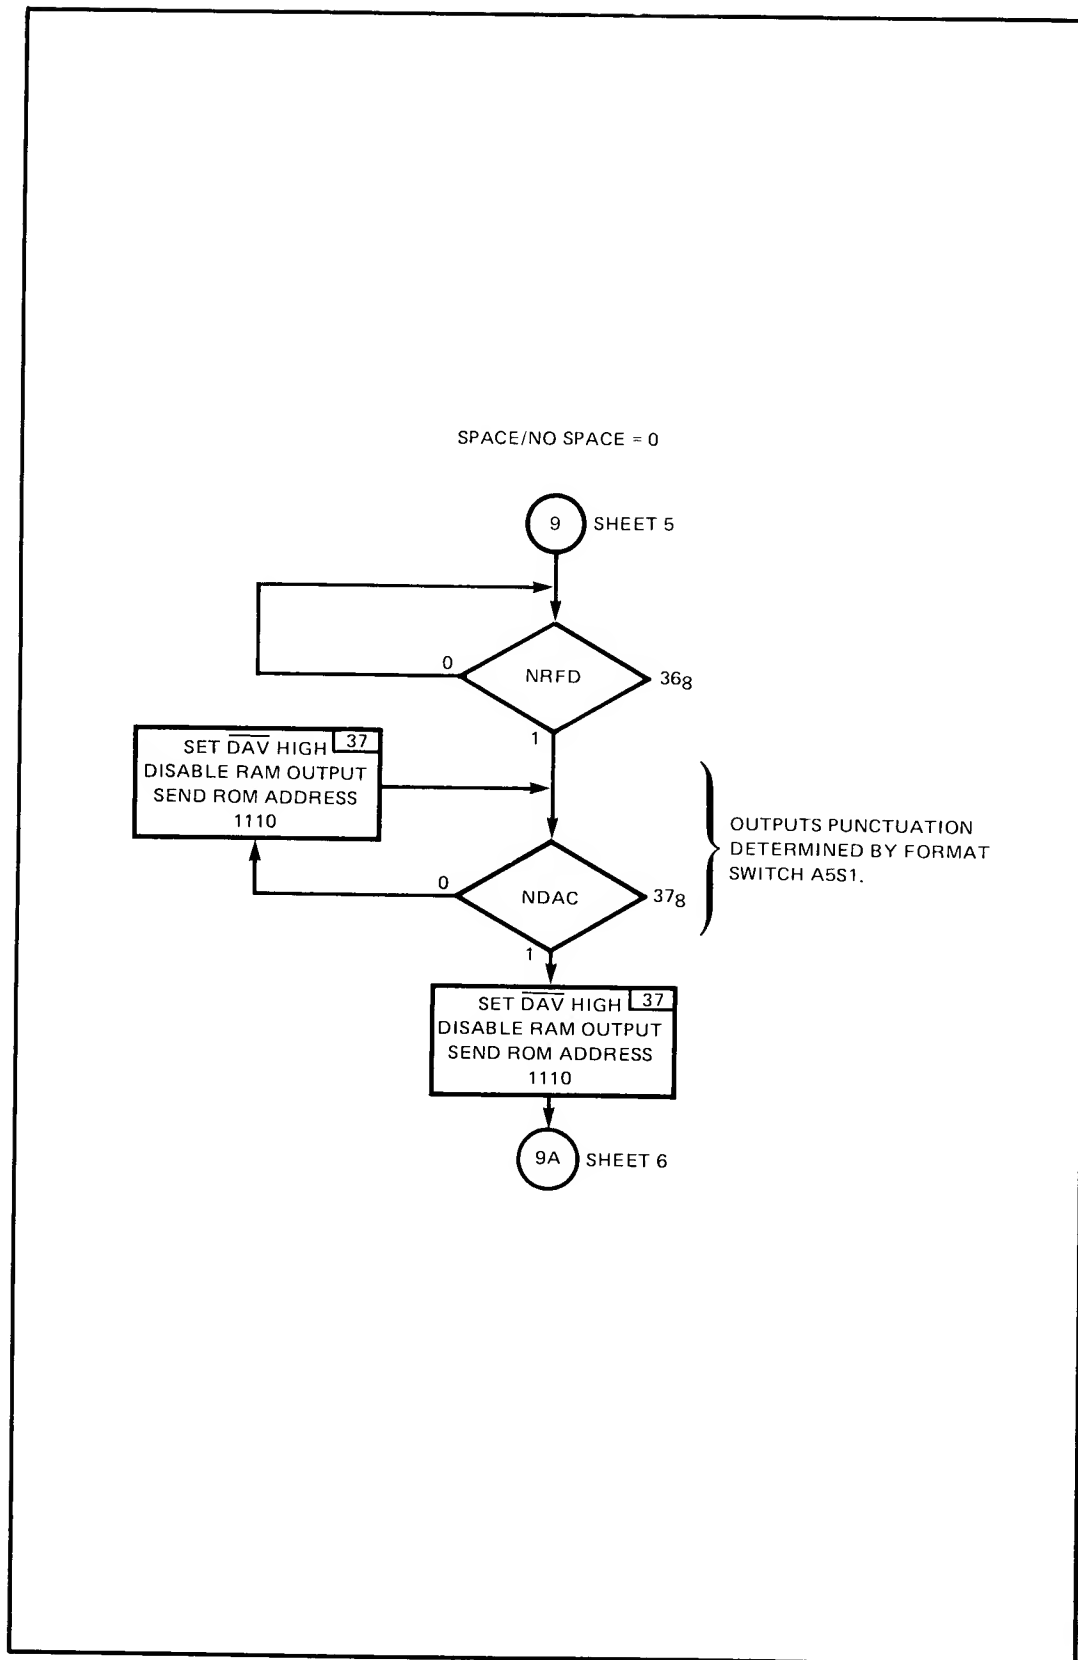 SPACE/NO SPACE = 0
9 SHEET 5
0
NRFD
36₈
1
SET D̅A̅V̅ HIGH 37
DISABLE RAM OUTPUT
SEND ROM ADDRESS
1110
OUTPUTS PUNCTUATION
DETERMINED BY FORMAT
SWITCH A5S1.
0
NDAC
37₈
1
SET D̅A̅V̅ HIGH 37
DISABLE RAM OUTPUT
SEND ROM ADDRESS
1110
9A SHEET 6